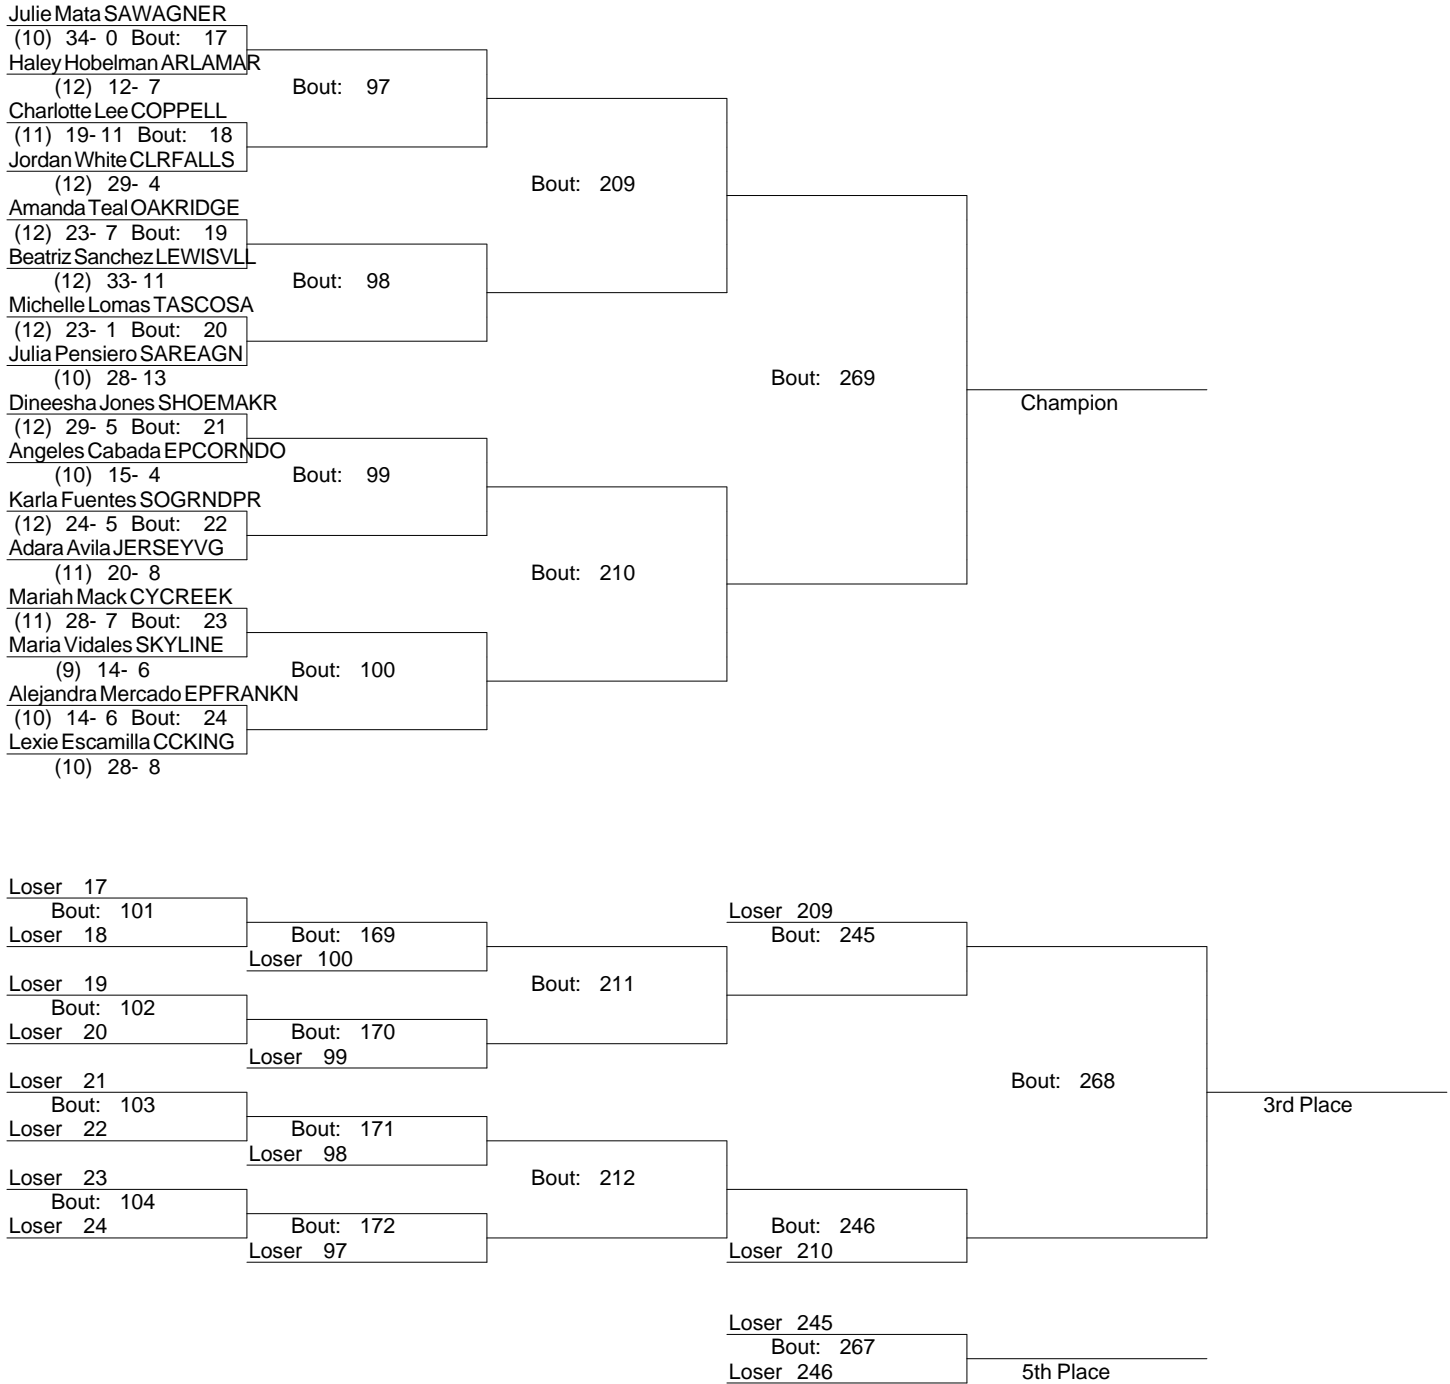 Julie Mata SAWAGNER
(10) 34- 0 Bout: 17
Haley Hobelman ARLAMAR
(12) 12- 7 Bout: 97
Charlotte Lee COPPELL
(11) 19- 11 Bout: 18
Jordan White CLRFALLS
(12) 29- 4 Bout: 209
Amanda Teal OAKRIDGE
(12) 23- 7 Bout: 19
Beatriz Sanchez LEWISVLL
(12) 33- 11 Bout: 98
Michelle Lomas TASCOSA
(12) 23- 1 Bout: 20
Julia Pensiero SAREAGN
(10) 28- 13 Bout: 269
Dineesha Jones SHOEMAKR Champion
(12) 29- 5 Bout: 21
Angeles Cabada EPCORNDO
(10) 15- 4 Bout: 99
Karla Fuentes SOGRNDPR
(12) 24- 5 Bout: 22
Adara Avila JERSEYVG
(11) 20- 8 Bout: 210
Mariah Mack CYCREEK
(11) 28- 7 Bout: 23
Maria Vidales SKYLINE
(9) 14- 6 Bout: 100
Alejandra Mercado EPFRANKN
(10) 14- 6 Bout: 24
Lexie Escamilla CCKING
(10) 28- 8
Loser 17
Bout: 101 Loser 209
Loser 18 Bout: 169 Bout: 245
Loser 100
Loser 19 Bout: 211
Bout: 102
Loser 20 Bout: 170
Loser 99
Loser 21 Bout: 268
Bout: 103 3rd Place
Loser 22 Bout: 171
Loser 98
Loser 23 Bout: 212
Bout: 104
Loser 24 Bout: 172 Bout: 246
Loser 97 Loser 210
Loser 245
Bout: 267
Loser 246 5th Place